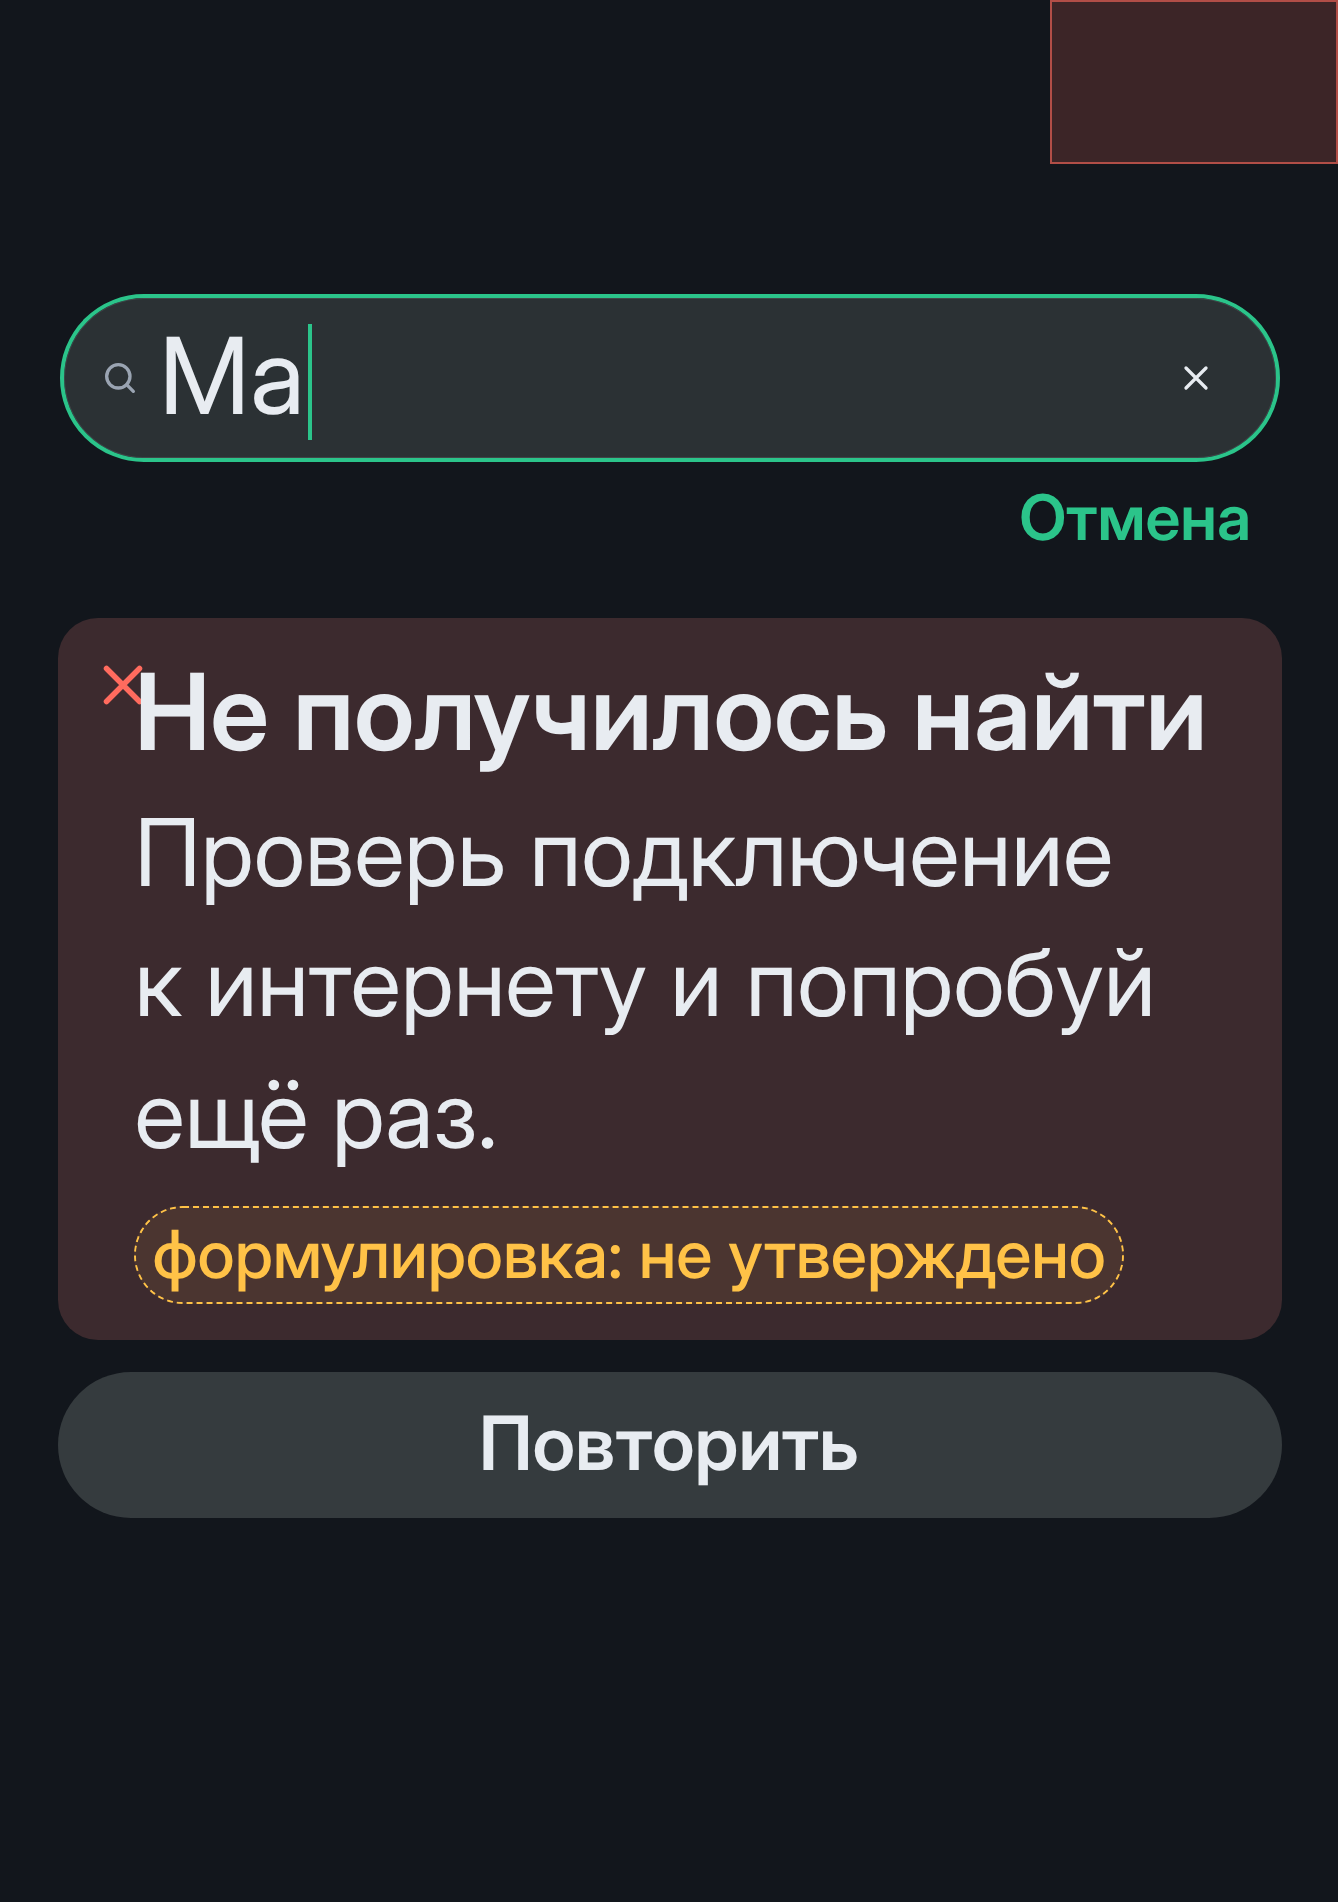 Ма
Отмена
Не получилось найти
Проверь подключение
к интернету и попробуй
ещё раз.
формулировка: не утверждено
Повторить